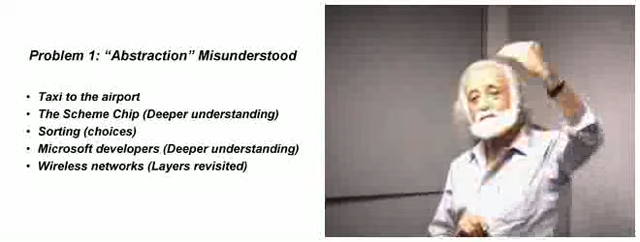 Problem 1: “Abstraction” Misunderstood
• Taxi to the airport
• The Scheme Chip (Deeper understanding)
• Sorting (choices)
• Microsoft developers (Deeper understanding)
• Wireless networks (Layers revisited)